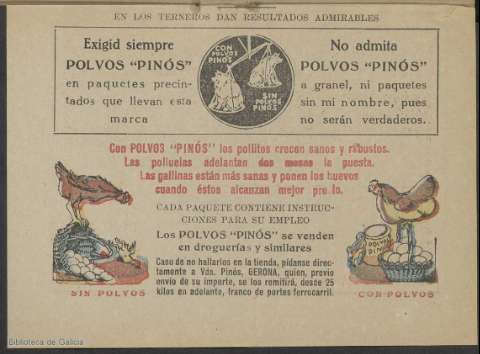 EN LOS TERNEROS DAN RESULTADOS ADMIRABLES
Exigid siempre
POLVOS "PINÓS"
en paquetes precin-
tados que llevan esta
marca
CON POLVOS PINÓS
SIN POLVOS PINÓS
No admita
POLVOS "PINÓS"
a granel, ni paquetes
sin mi nombre, pues
no serán verdaderos.
Con POLVOS "PINÓS" los pollitos crecen sanos y robustos.
Las polluelas adelantan dos meses la puesta.
Las gallinas están más sanas y ponen los huevos
cuando éstos alcanzan mejor pre.io.
CADA PAQUETE CONTIENE INSTRUC-
CIONES PARA SU EMPLEO
Los POLVOS "PINÓS" se venden
en droguerías y similares
Caso de no hallarlos en la tienda, pídanse direc-
tamente a Vda. Pinós, GERONA, quien, previo
envío de su importe, se los remitirá, desde 25
kilos en adelante, franco de portes ferrocarril.
SIN POLVOS
POLVOS PINÓS
CON POLVOS
Biblioteca de Galicia